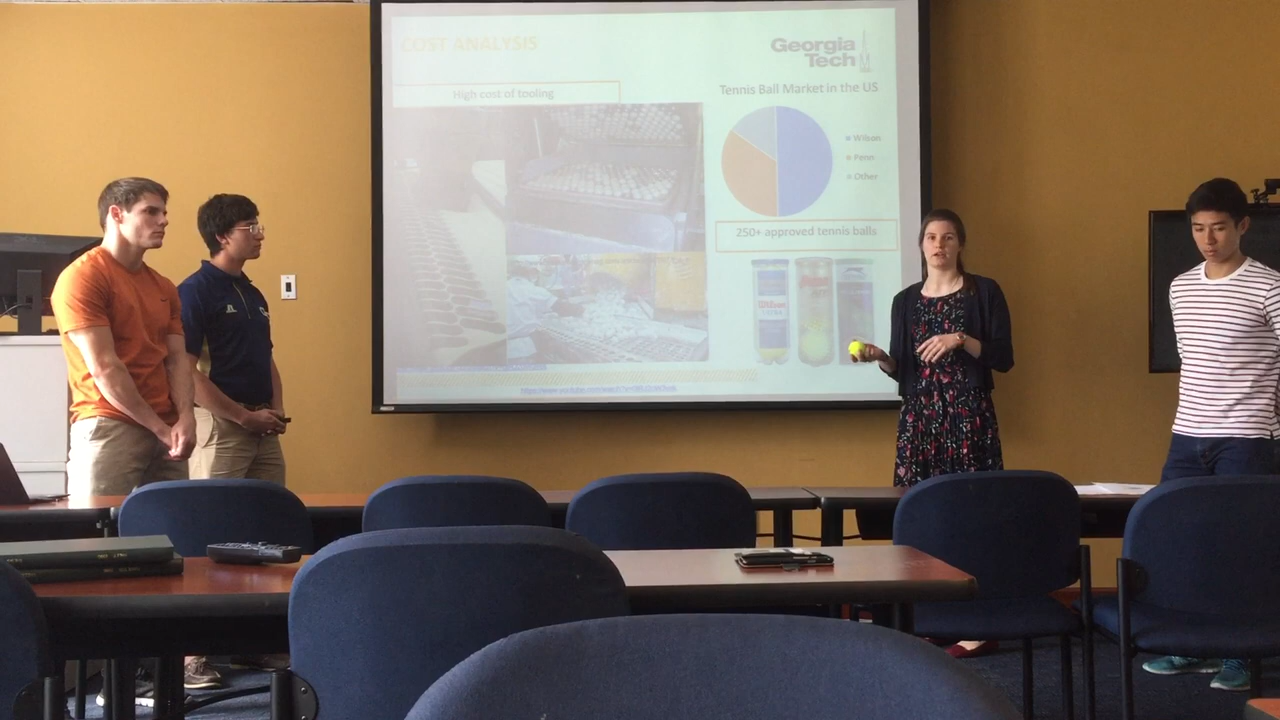 COST ANALYSIS
Georgia
Tech
High cost of tooling
Tennis Ball Market in the US
Wilson
Penn
Other
250+ approved tennis balls
Wilson